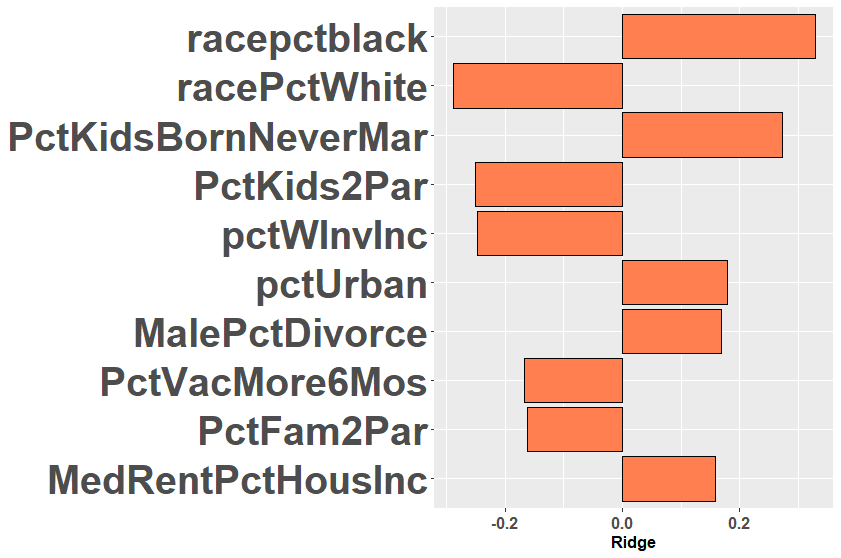 racepctblack
racePctWhite
PctKidsBornNeverMar
PctKids2Par
pctWInvInc
pctUrban
MalePctDivorce
PctVacMore6Mos
PctFam2Par
MedRentPctHousInc
-0.2 0.0 0.2
Ridge